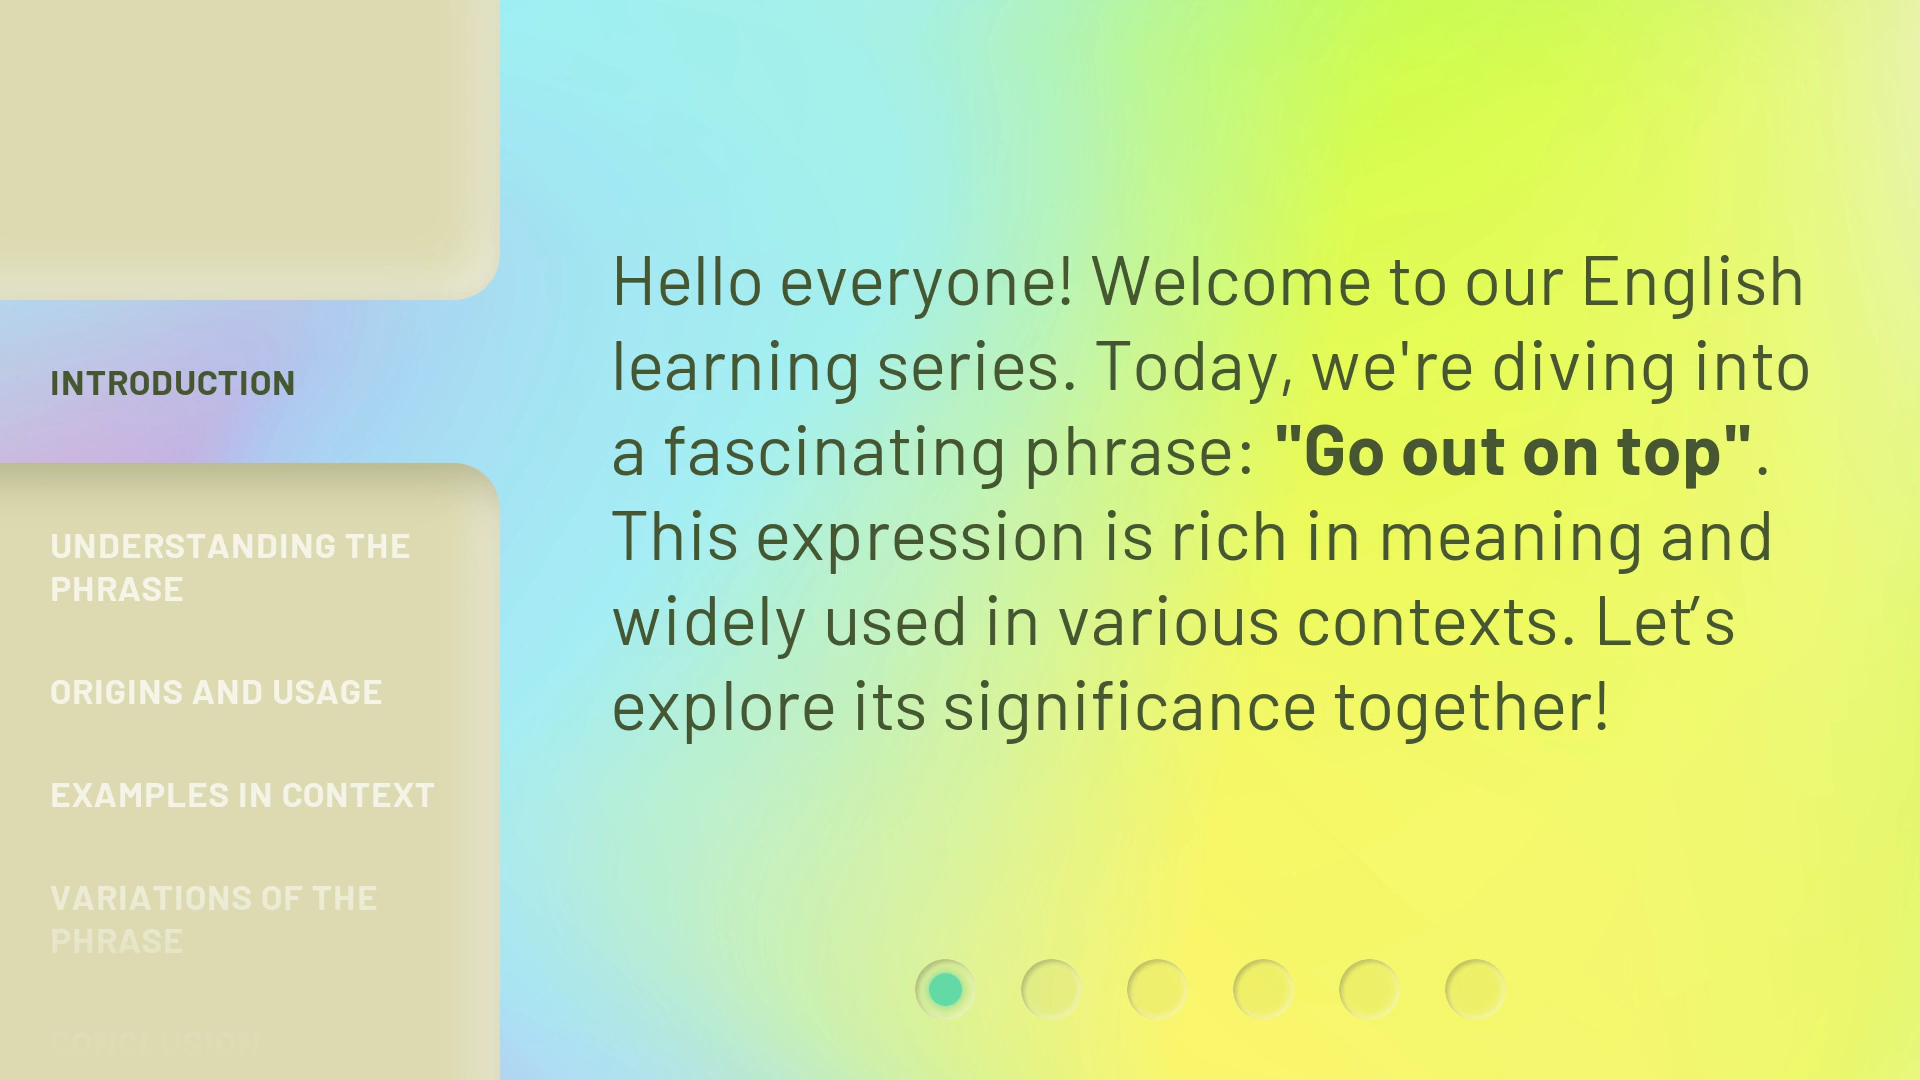 INTRODUCTION
UNDERSTANDING THE
PHRASE
ORIGINS AND USAGE
EXAMPLES IN CONTEXT
VARIATIONS OF THE
PHRASE
CONCLUSION
Hello everyone! Welcome to our English
learning series. Today, we're diving into
a fascinating phrase: "Go out on top".
This expression is rich in meaning and
widely used in various contexts. Let’s
explore its significance together!